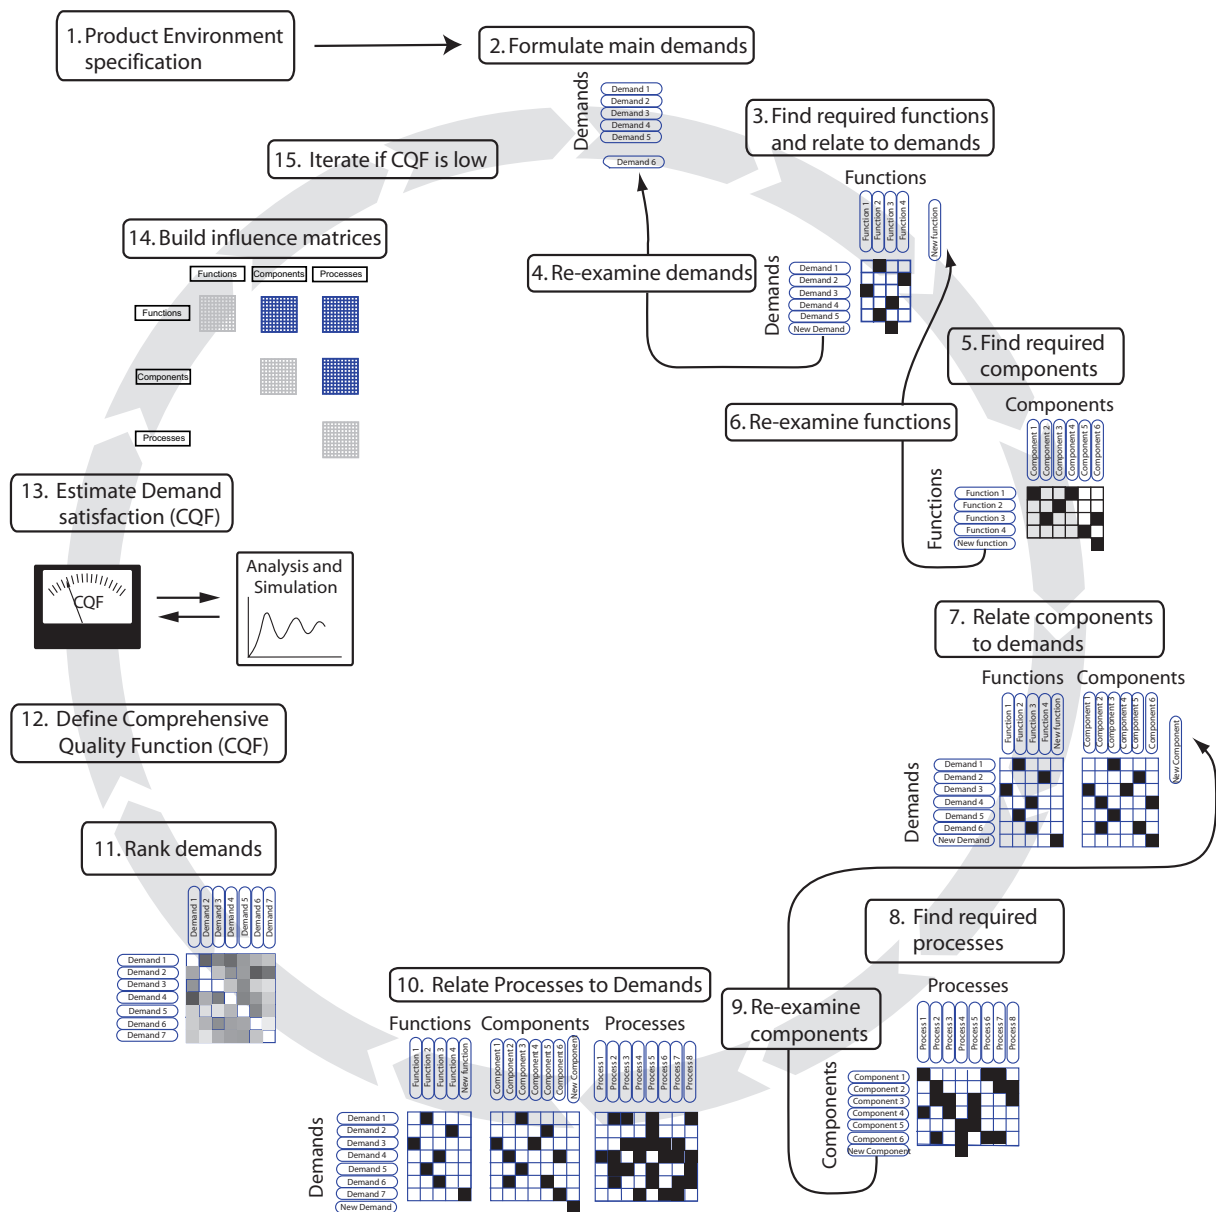 1. Product Environment
specification
2. Formulate main demands
Demands
Demand 1
Demand 2
Demand 3
Demand 4
Demand 5
Demand 6
3. Find required functions
and relate to demands
Functions
Function 1
Function 2
Function 3
Function 4
New function
Demands
Demand 1
Demand 2
Demand 3
Demand 4
Demand 5
New Demand
4. Re-examine demands
5. Find required
components
Components
Component 1
Component 2
Component 3
Component 4
Component 5
Component 6
Functions
Function 1
Function 2
Function 3
Function 4
New function
6. Re-examine functions
7. Relate components
to demands
Functions
Components
Function 1
Function 2
Function 3
Function 4
New function
Component 1
Component 2
Component 3
Component 4
Component 5
Component 6
New Component
Demands
Demand 1
Demand 2
Demand 3
Demand 4
Demand 5
Demand 6
New Demand
8. Find required
processes
Processes
Process 1
Process 2
Process 3
Process 4
Process 5
Process 6
Process 7
Process 8
Components
Component 1
Component 2
Component 3
Component 4
Component 5
Component 6
New Component
9. Re-examine
components
10. Relate Processes to Demands
Functions
Components
Processes
Function 1
Function 2
Function 3
Function 4
New function
Component 1
Component 2
Component 3
Component 4
Component 5
Component 6
New Component
Process 1
Process 2
Process 3
Process 4
Process 5
Process 6
Process 7
Process 8
Demands
Demand 1
Demand 2
Demand 3
Demand 4
Demand 5
Demand 6
Demand 7
New Demand
11. Rank demands
Demand 1
Demand 2
Demand 3
Demand 4
Demand 5
Demand 6
Demand 7
Demand 1
Demand 2
Demand 3
Demand 4
Demand 5
Demand 6
Demand 7
12. Define Comprehensive
Quality Function (CQF)
13. Estimate Demand
satisfaction (CQF)
CQF
Analysis and
Simulation
14. Build influence matrices
Functions
Components
Processes
Functions
Components
Processes
15. Iterate if CQF is low